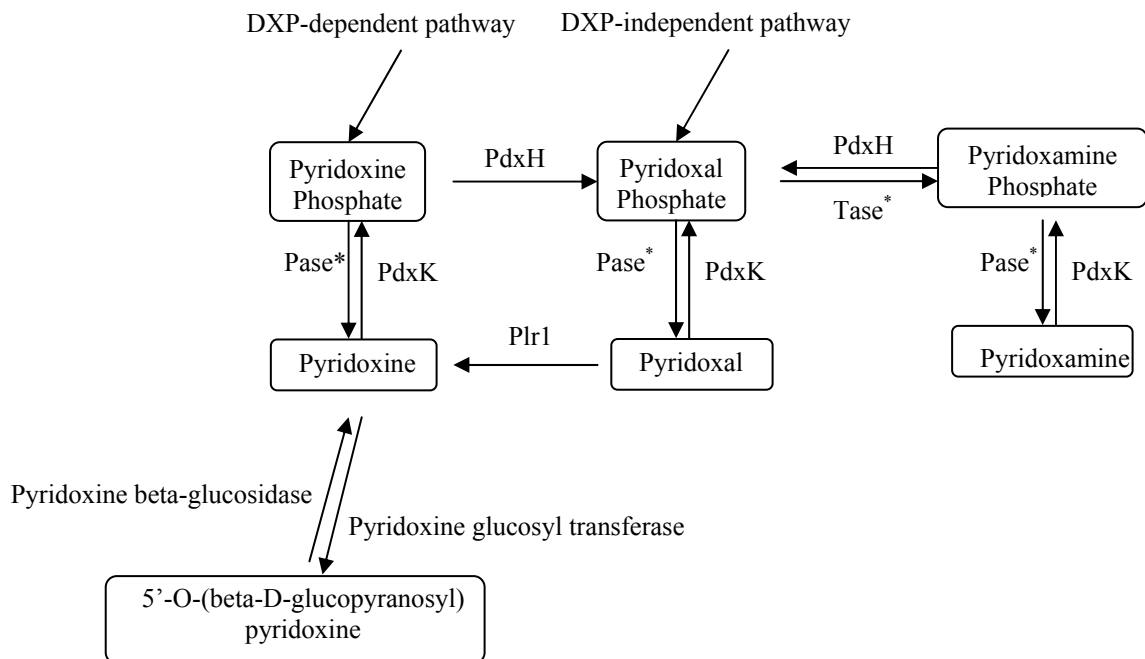 DXP-dependent pathway
DXP-independent pathway
Pyridoxine
Phosphate
PdxH
Pyridoxal
Phosphate
PdxH
Tase*
Pyridoxamine
Phosphate
Pase*
PdxK
Pase*
PdxK
Pase*
PdxK
Pyridoxine
Plr1
Pyridoxal
Pyridoxamine
Pyridoxine beta-glucosidase
Pyridoxine glucosyl transferase
5’-O-(beta-D-glucopyranosyl)
pyridoxine